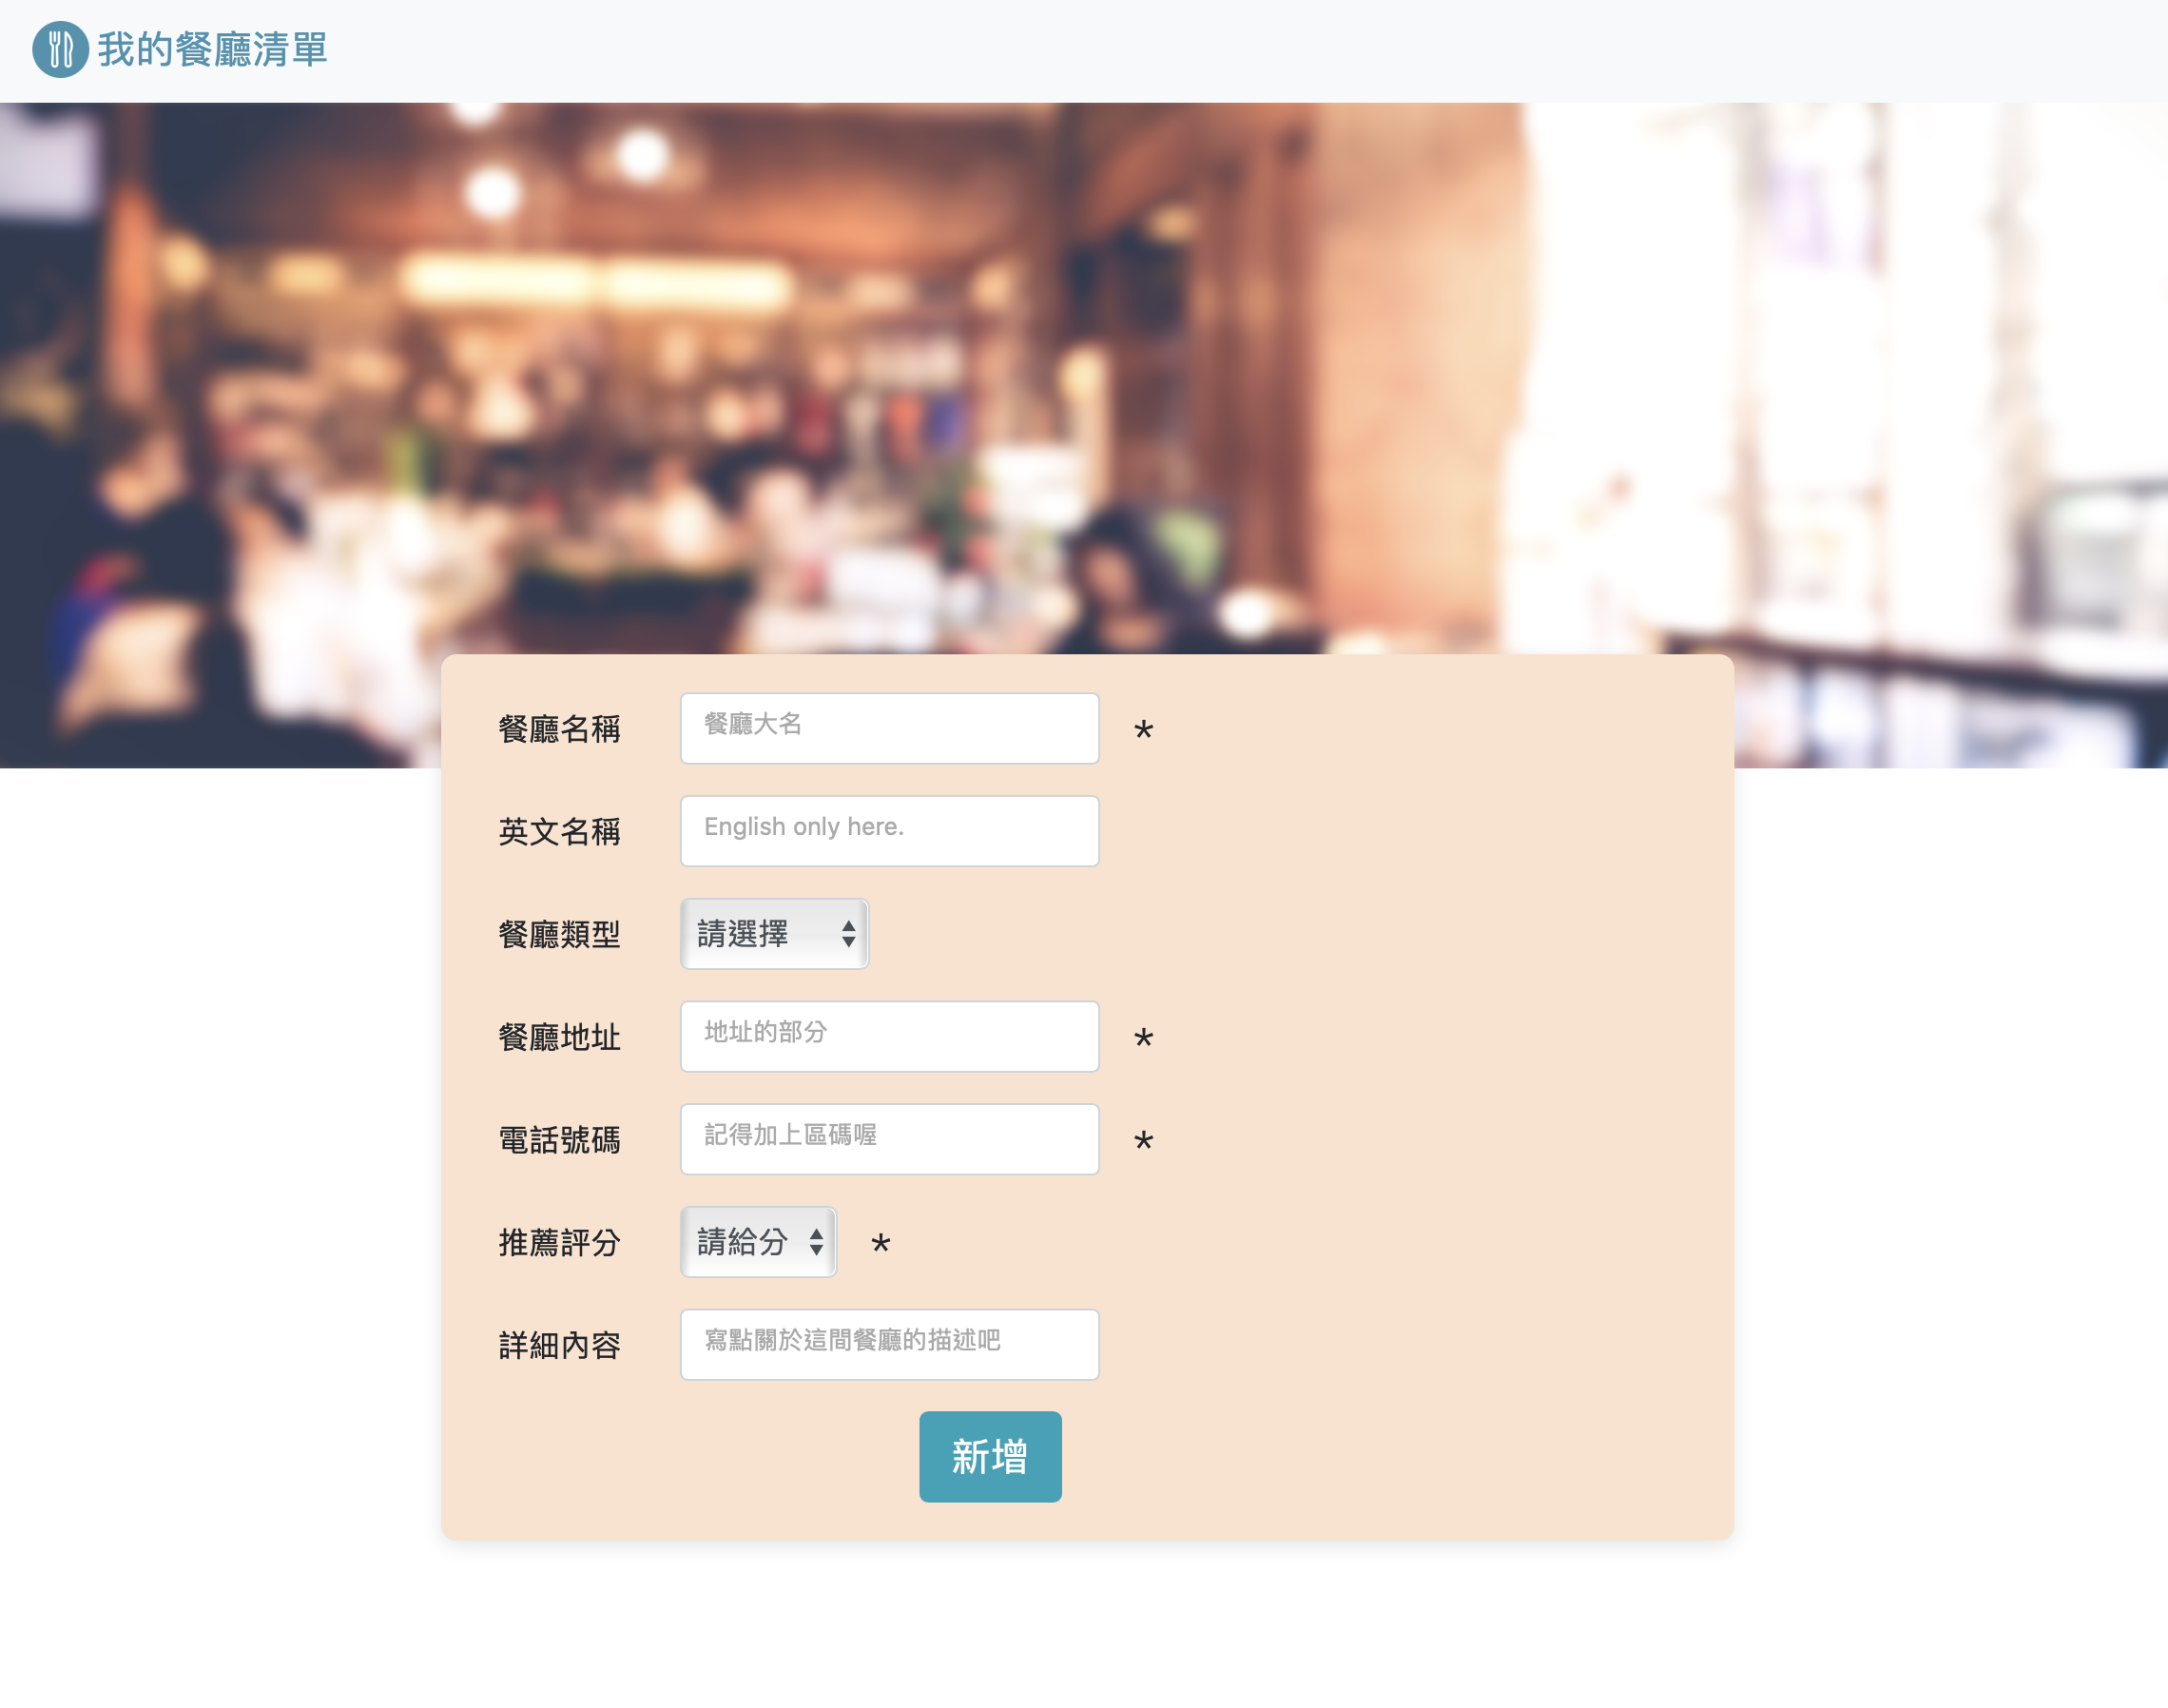 我的餐廳清單
餐廳名稱 餐廳大名 *
英文名稱 English only here.
餐廳類型 請選擇
餐廳地址 地址的部分 *
電話號碼 記得加上區碼喔 *
推薦評分 請給分 *
詳細內容 寫點關於這間餐廳的描述吧
新增